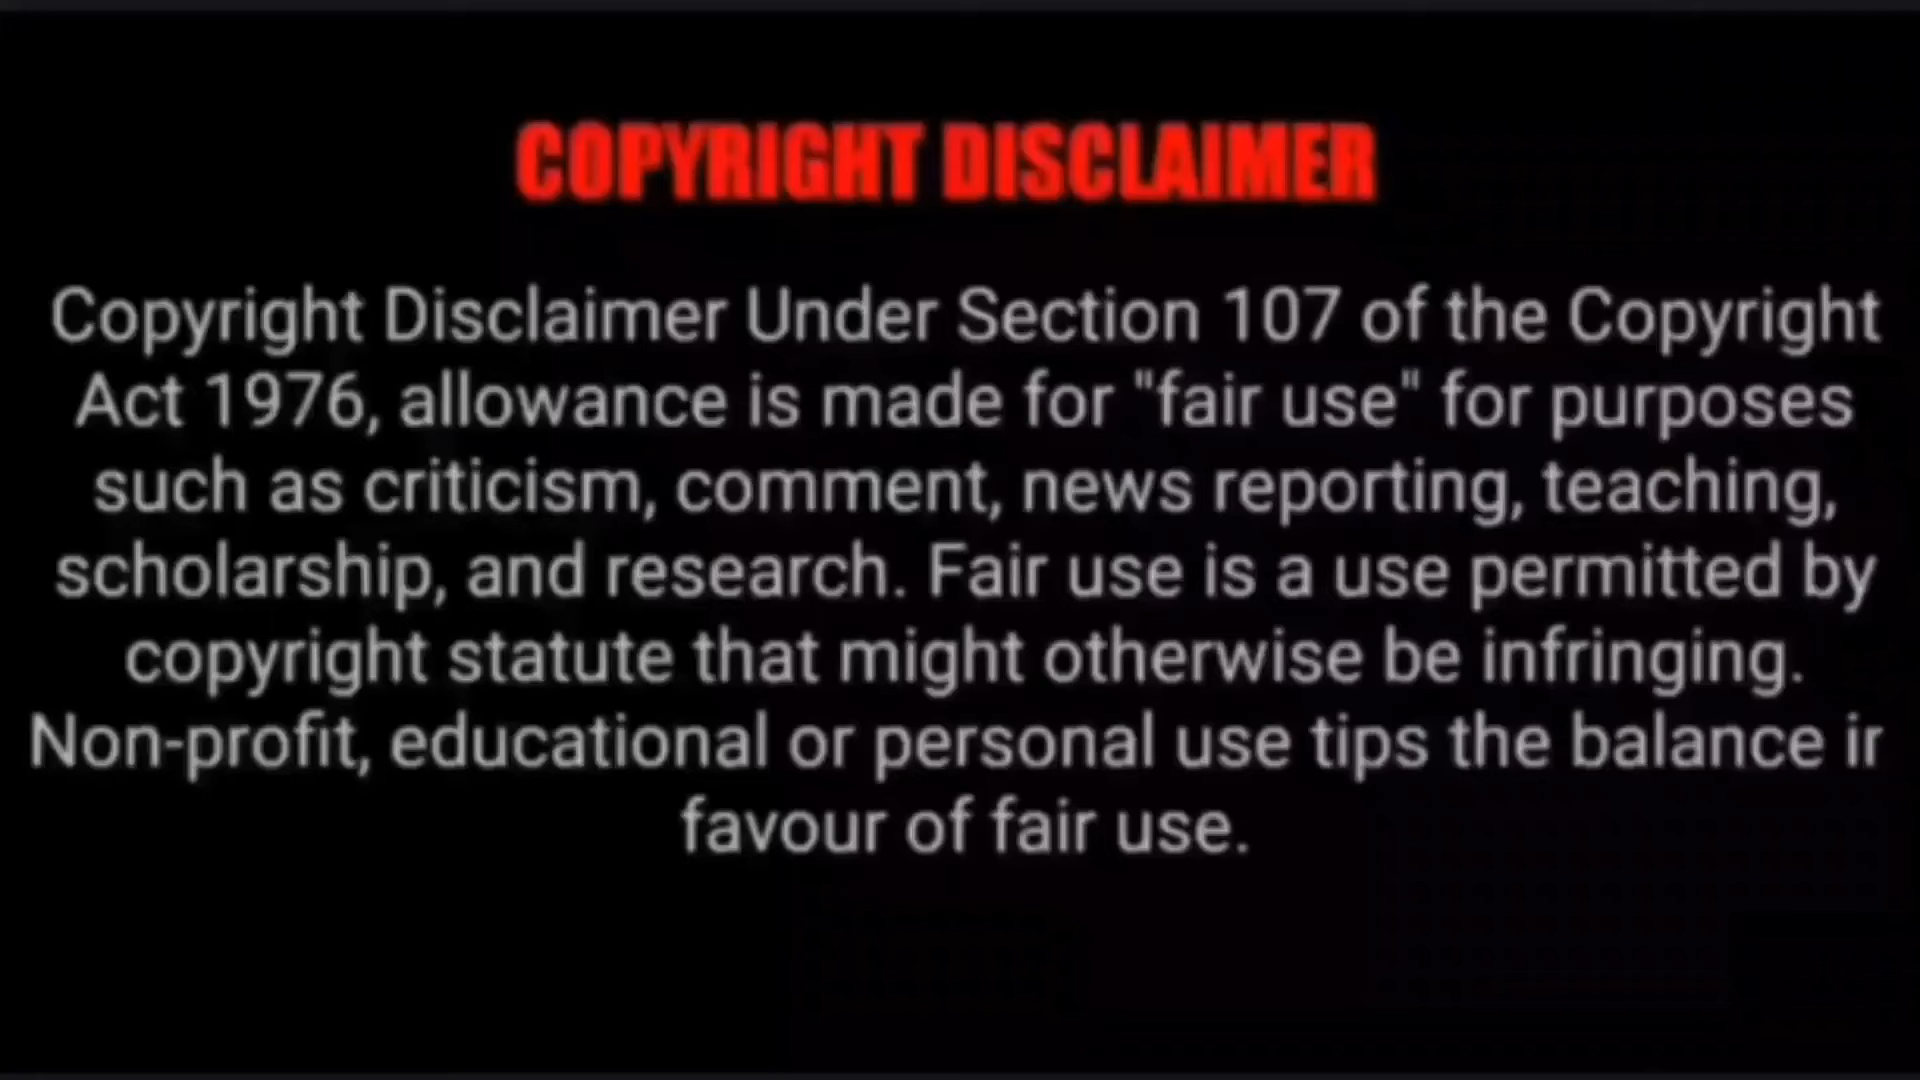 COPYRIGHT DISCLAIMER
Copyright Disclaimer Under Section 107 of the Copyright
Act 1976, allowance is made for "fair use" for purposes
such as criticism, comment, news reporting, teaching,
scholarship, and research. Fair use is a use permitted by
copyright statute that might otherwise be infringing.
Non-profit, educational or personal use tips the balance ir
favour of fair use.